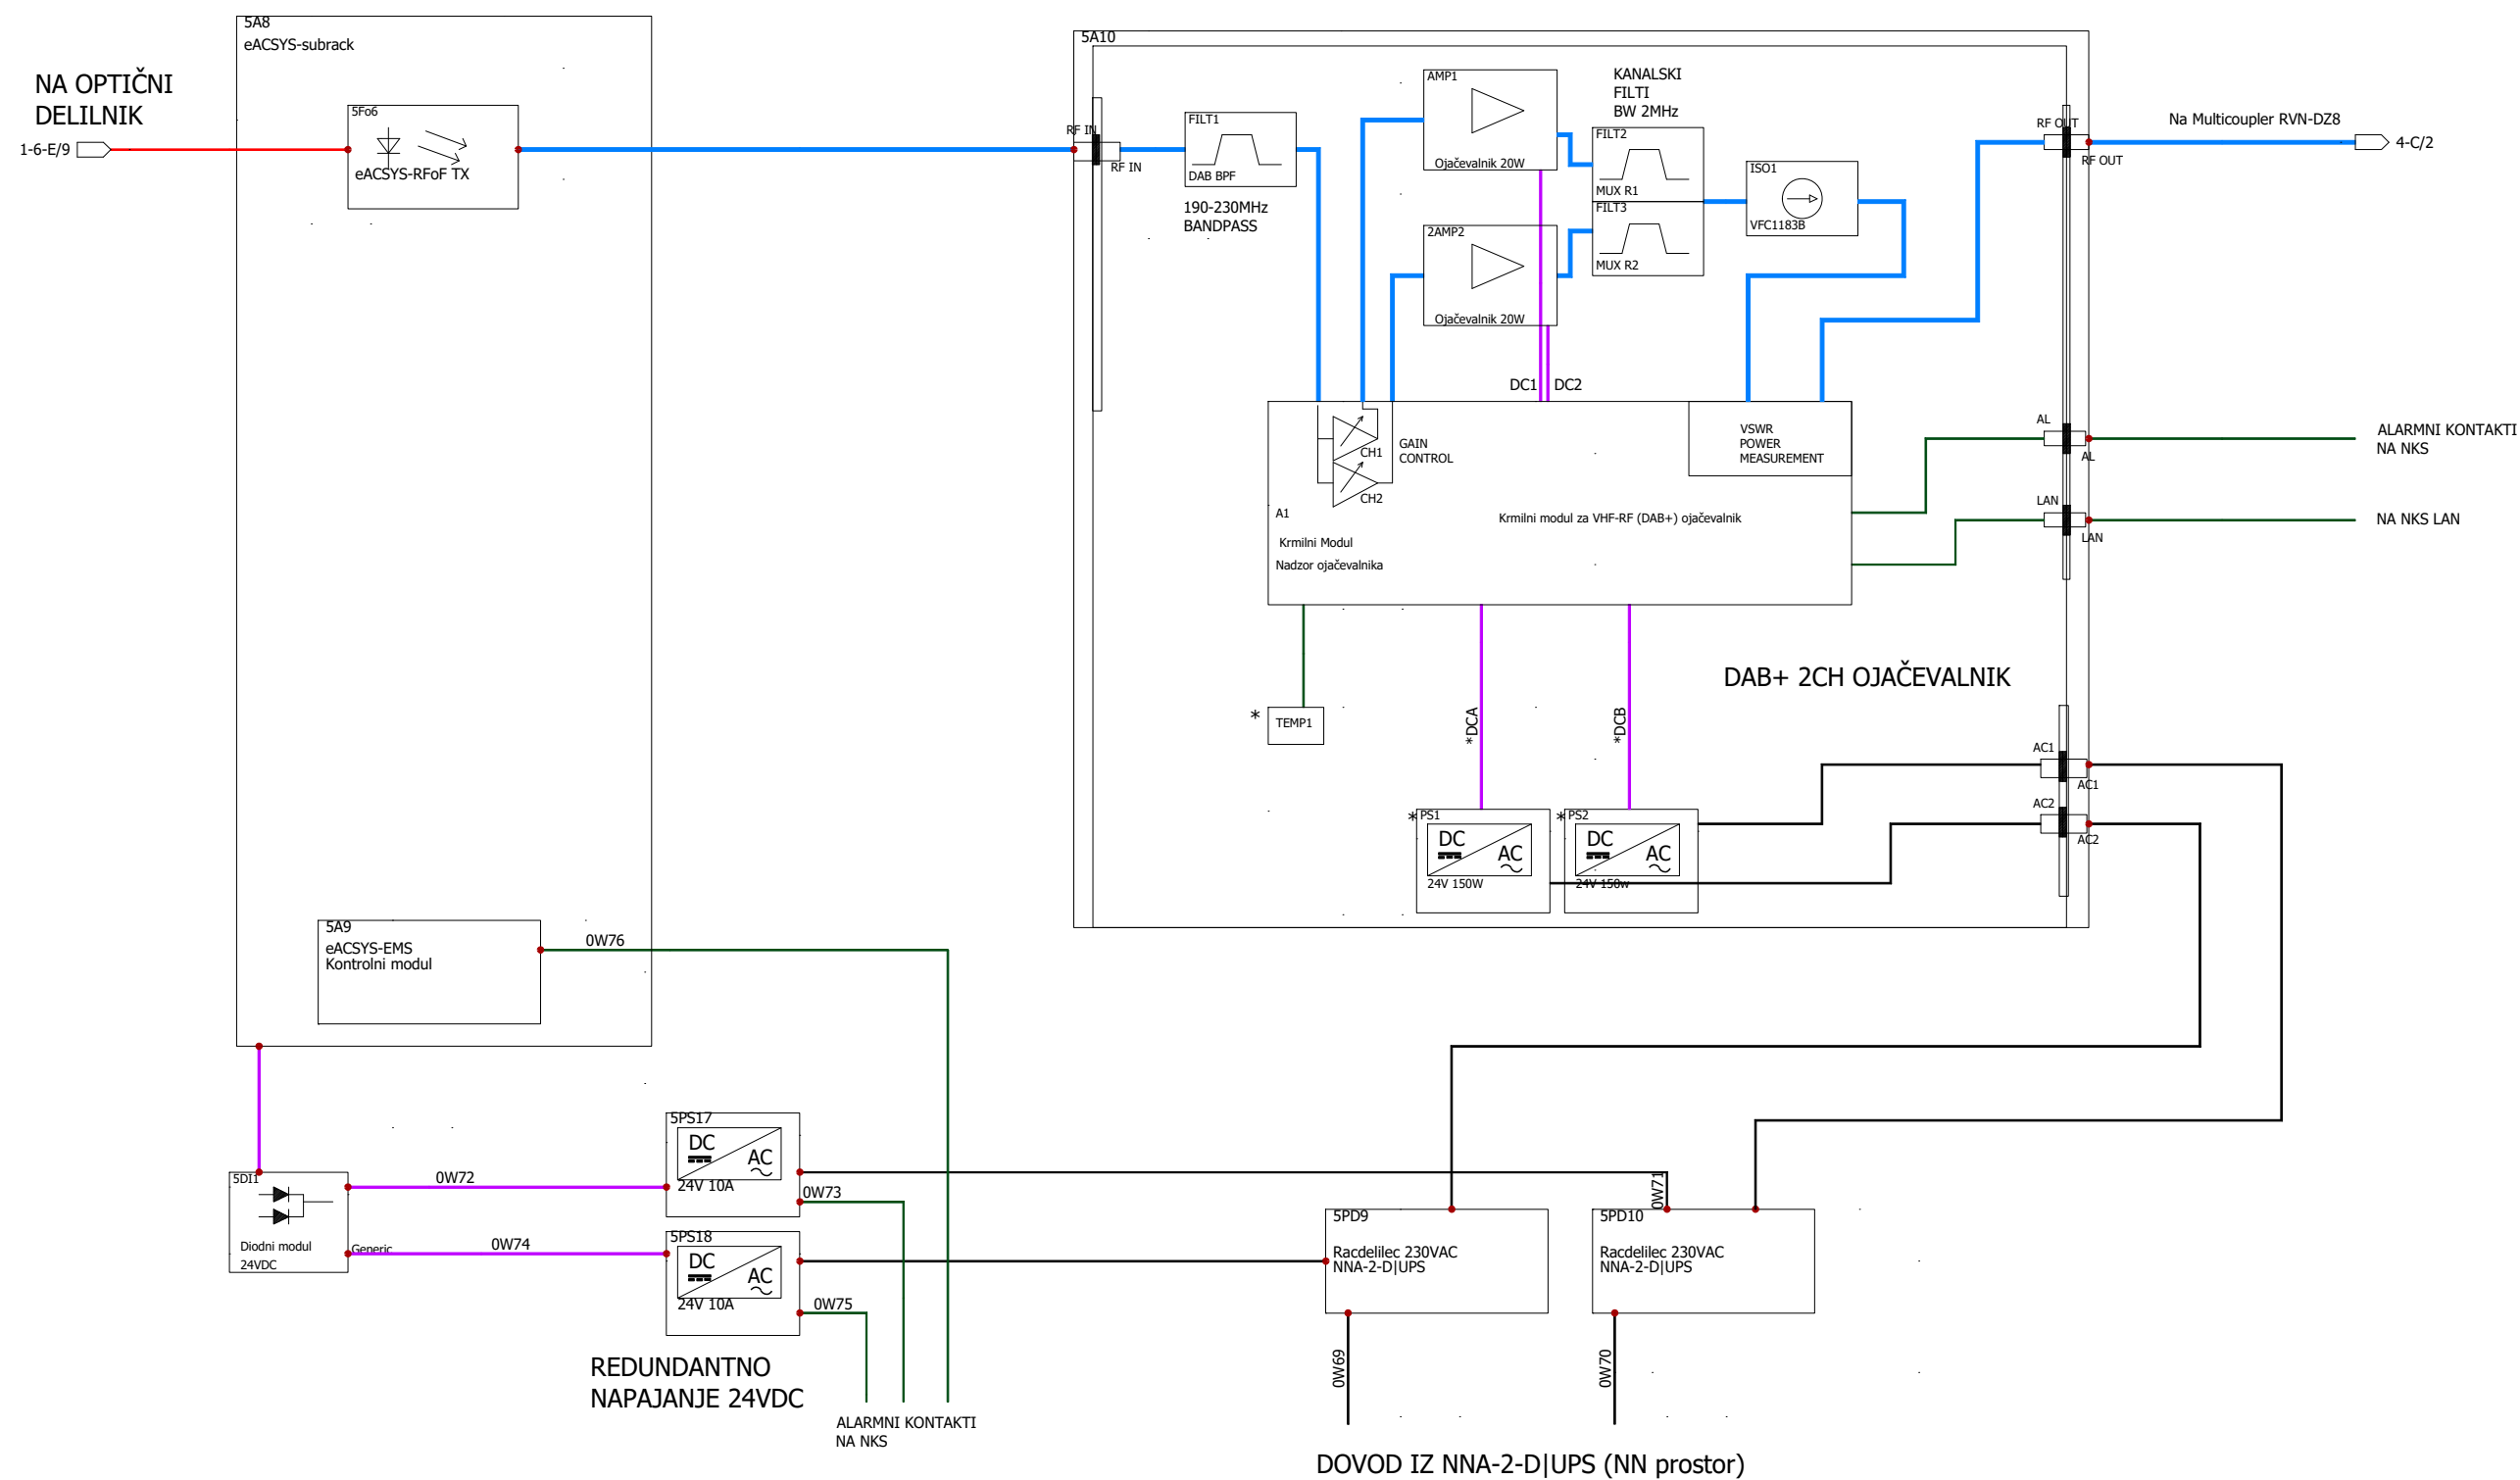 5A8
eACSYS-subrack
NA OPTIČNI
DELILNIK
1-6-E/9
5Fo6
eACSYS-RFoF TX
5A9
eACSYS-EMS
Kontrolni modul
0W76
5A10
RF IN
RF IN
FILT1
DAB BPF
190-230MHz
BANDPASS
AMP1
Ojačevalnik 20W
2AMP2
Ojačevalnik 20W
KANALSKI
FILTI
BW 2MHz
FILT2
MUX R1
FILT3
MUX R2
ISO1
VFC1183B
RF OUT
RF OUT
Na Multicoupler RVN-DZ8
4-C/2
DC1
DC2
CH1
CH2
GAIN
CONTROL
VSWR
POWER
MEASUREMENT
A1
Krmilni modul za VHF-RF (DAB+) ojačevalnik
Krmilni Modul
Nadzor ojačevalnika
AL
AL
ALARMNI KONTAKTI
NA NKS
LAN
LAN
NA NKS LAN
DAB+ 2CH OJAČEVALNIK
*
TEMP1
*DCA
*DCB
*
PS1
DC
AC
24V 150W
*
PS2
DC
AC
24V 150w
AC1
AC1
AC2
AC2
5DI1
Diodni modul
24VDC
Generic
0W72
0W74
5PS17
DC
AC
24V 10A
0W73
5PS18
DC
AC
24V 10A
0W75
REDUNDANTNO
NAPAJANJE 24VDC
ALARMNI KONTAKTI
NA NKS
5PD9
Racdelilec 230VAC
NNA-2-D|UPS
0W71
5PD10
Racdelilec 230VAC
NNA-2-D|UPS
0W69
0W70
DOVOD IZ NNA-2-D|UPS (NN prostor)